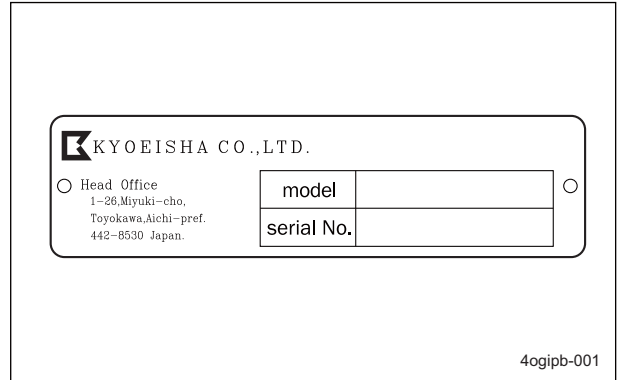 KYOEISHA CO.,LTD.
Head Office
1-26,Miyuki-cho,
Toyokawa,Aichi-pref.
442-8530 Japan.
model
serial No.
4ogipb-001